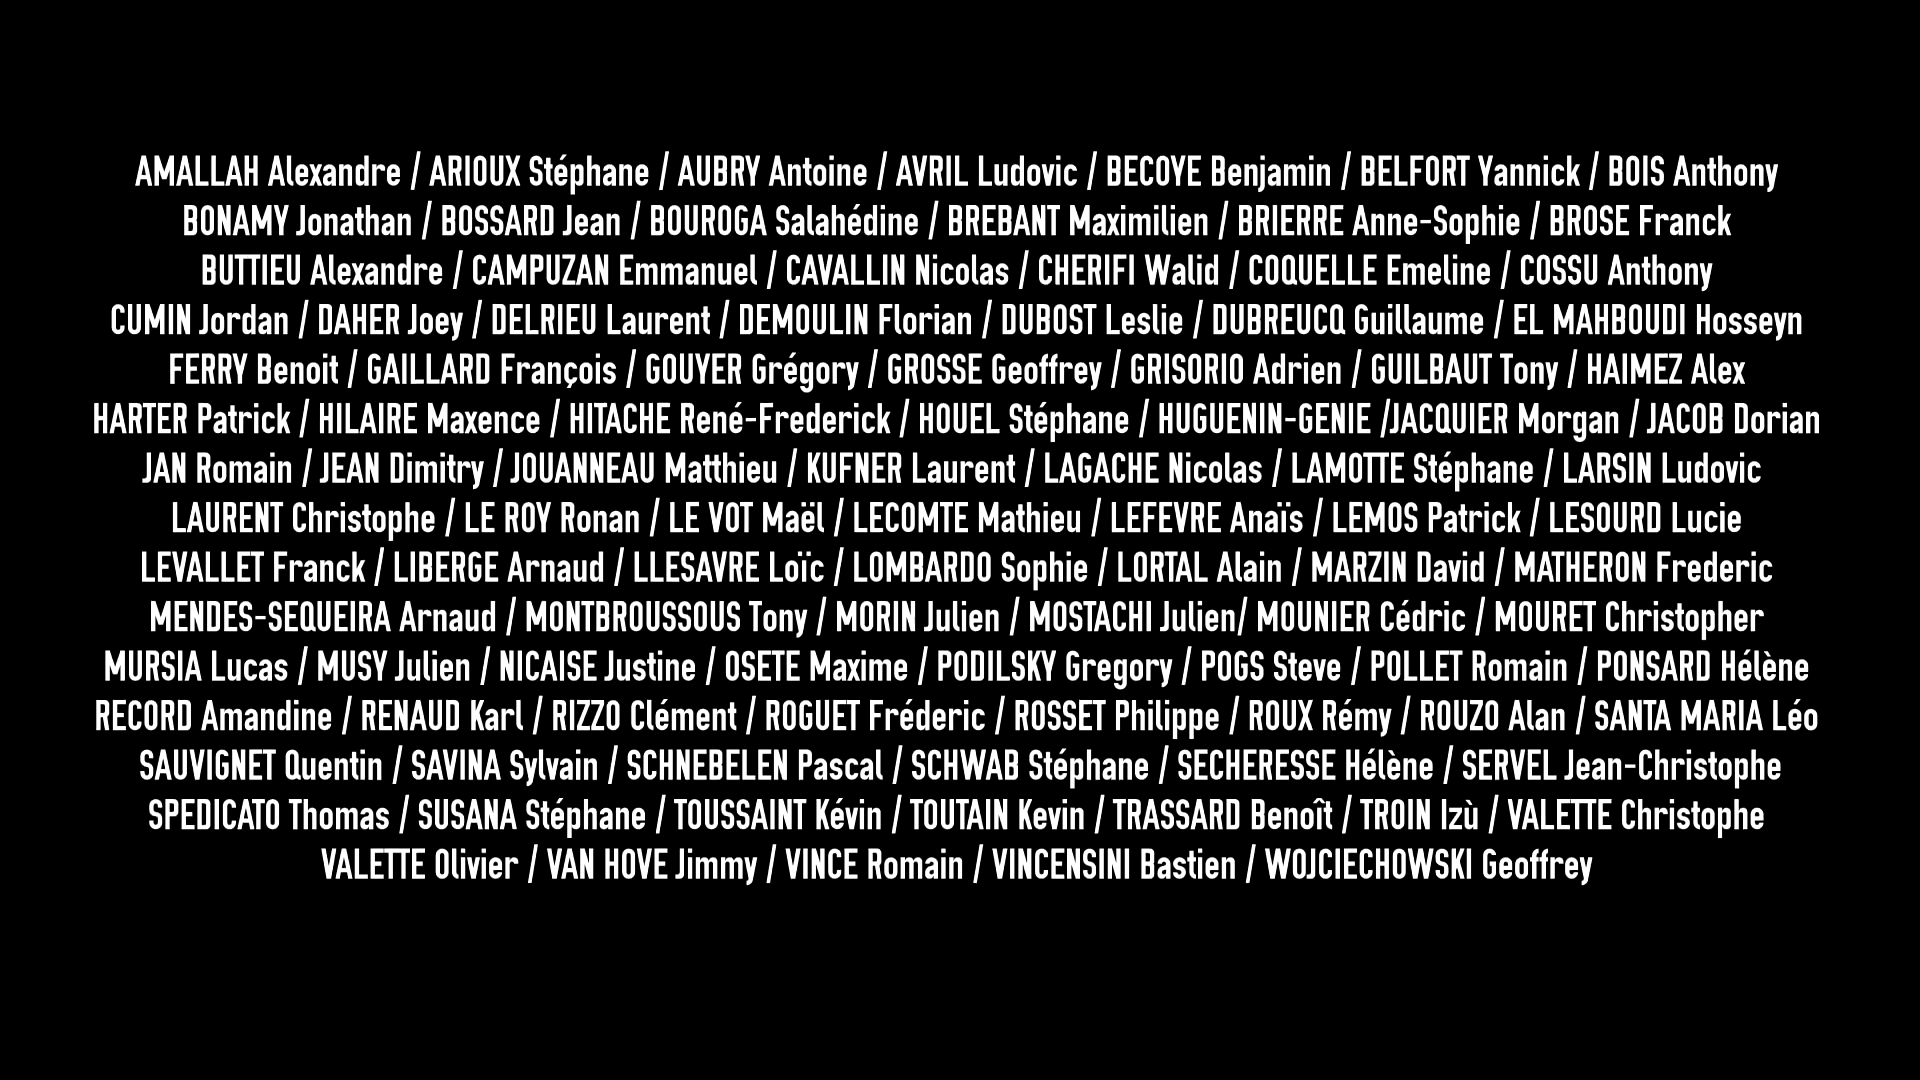 AMALLAH Alexandre / ARIOUX Stéphane / AUBRY Antoine / AVRIL Ludovic / BECOYE Benjamin / BELFORT Yannick / BOIS Anthony
BONAMY Jonathan / BOSSARD Jean / BOUROGA Salahédine / BREBANT Maximilien / BRIERRE Anne-Sophie / BROSE Franck
BUTTIEU Alexandre / CAMPUZAN Emmanuel / CAVALLIN Nicolas / CHERIFI Walid / COQUELLE Emeline / COSSU Anthony
CUMIN Jordan / DAHER Joey / DELRIEU Laurent / DEMOULIN Florian / DUBOST Leslie / DUBREUCQ Guillaume / EL MAHBOUDI Hosseyn
FERRY Benoit / GAILLARD François / GOUYER Grégory / GROSSE Geoffrey / GRISORIO Adrien / GUILBAUT Tony / HAIMEZ Alex
HARTER Patrick / HILAIRE Maxence / HITACHE René-Frederick / HOUEL Stéphane / HUGUENIN-GENIE /JACQUIER Morgan / JACOB Dorian
JAN Romain / JEAN Dimitry / JOUANNEAU Matthieu / KUFNER Laurent / LAGACHE Nicolas / LAMOTTE Stéphane / LARSIN Ludovic
LAURENT Christophe / LE ROY Ronan / LE VOT Maël / LECOMTE Mathieu / LEFEVRE Anaïs / LEMOS Patrick / LESOURD Lucie
LEVALLET Franck / LIBERGE Arnaud / LLESAVRE Loïc / LOMBARDO Sophie / LORTAL Alain / MARZIN David / MATHERON Frederic
MENDES-SEQUEIRA Arnaud / MONTBROUSSOUS Tony / MORIN Julien / MOSTACHI Julien/ MOUNIER Cédric / MOURET Christopher
MURSIA Lucas / MUSY Julien / NICAISE Justine / OSETE Maxime / PODILSKY Gregory / POGS Steve / POLLET Romain / PONSARD Hélène
RECORD Amandine / RENAUD Karl / RIZZO Clément / ROGUET Fréderic / ROSSET Philippe / ROUX Rémy / ROUZO Alan / SANTA MARIA Léo
SAUVIGNET Quentin / SAVINA Sylvain / SCHNEBELEN Pascal / SCHWAB Stéphane / SECHERESSE Hélène / SERVEL Jean-Christophe
SPEDICATO Thomas / SUSANA Stéphane / TOUSSAINT Kévin / TOUTAIN Kevin / TRASSARD Benoît / TROIN Izù / VALETTE Christophe
VALETTE Olivier / VAN HOVE Jimmy / VINCE Romain / VINCENSINI Bastien / WOJCIECHOWSKI Geoffrey